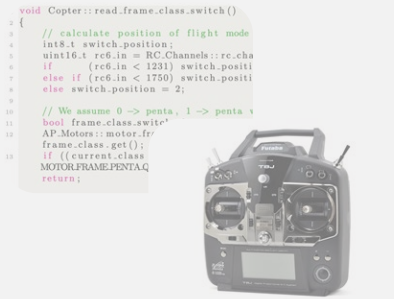 void Copter::read_frame_class_switch()
{
// calculate position of flight mode
int8_t switch_position;
uint16_t rc6_in = RC_Channels::rc_cha
if (rc6_in < 1231) switch_positi
else if (rc6_in < 1750) switch_positi
else switch_position = 2;
// We assume 0 -> penta, 1 -> penta
bool frame_class_switch
AP_Motors::motor_fr
frame_class.get();
if ((current_class
MOTOR_FRAME_PENTA_Q
return;
Futaba
T8J